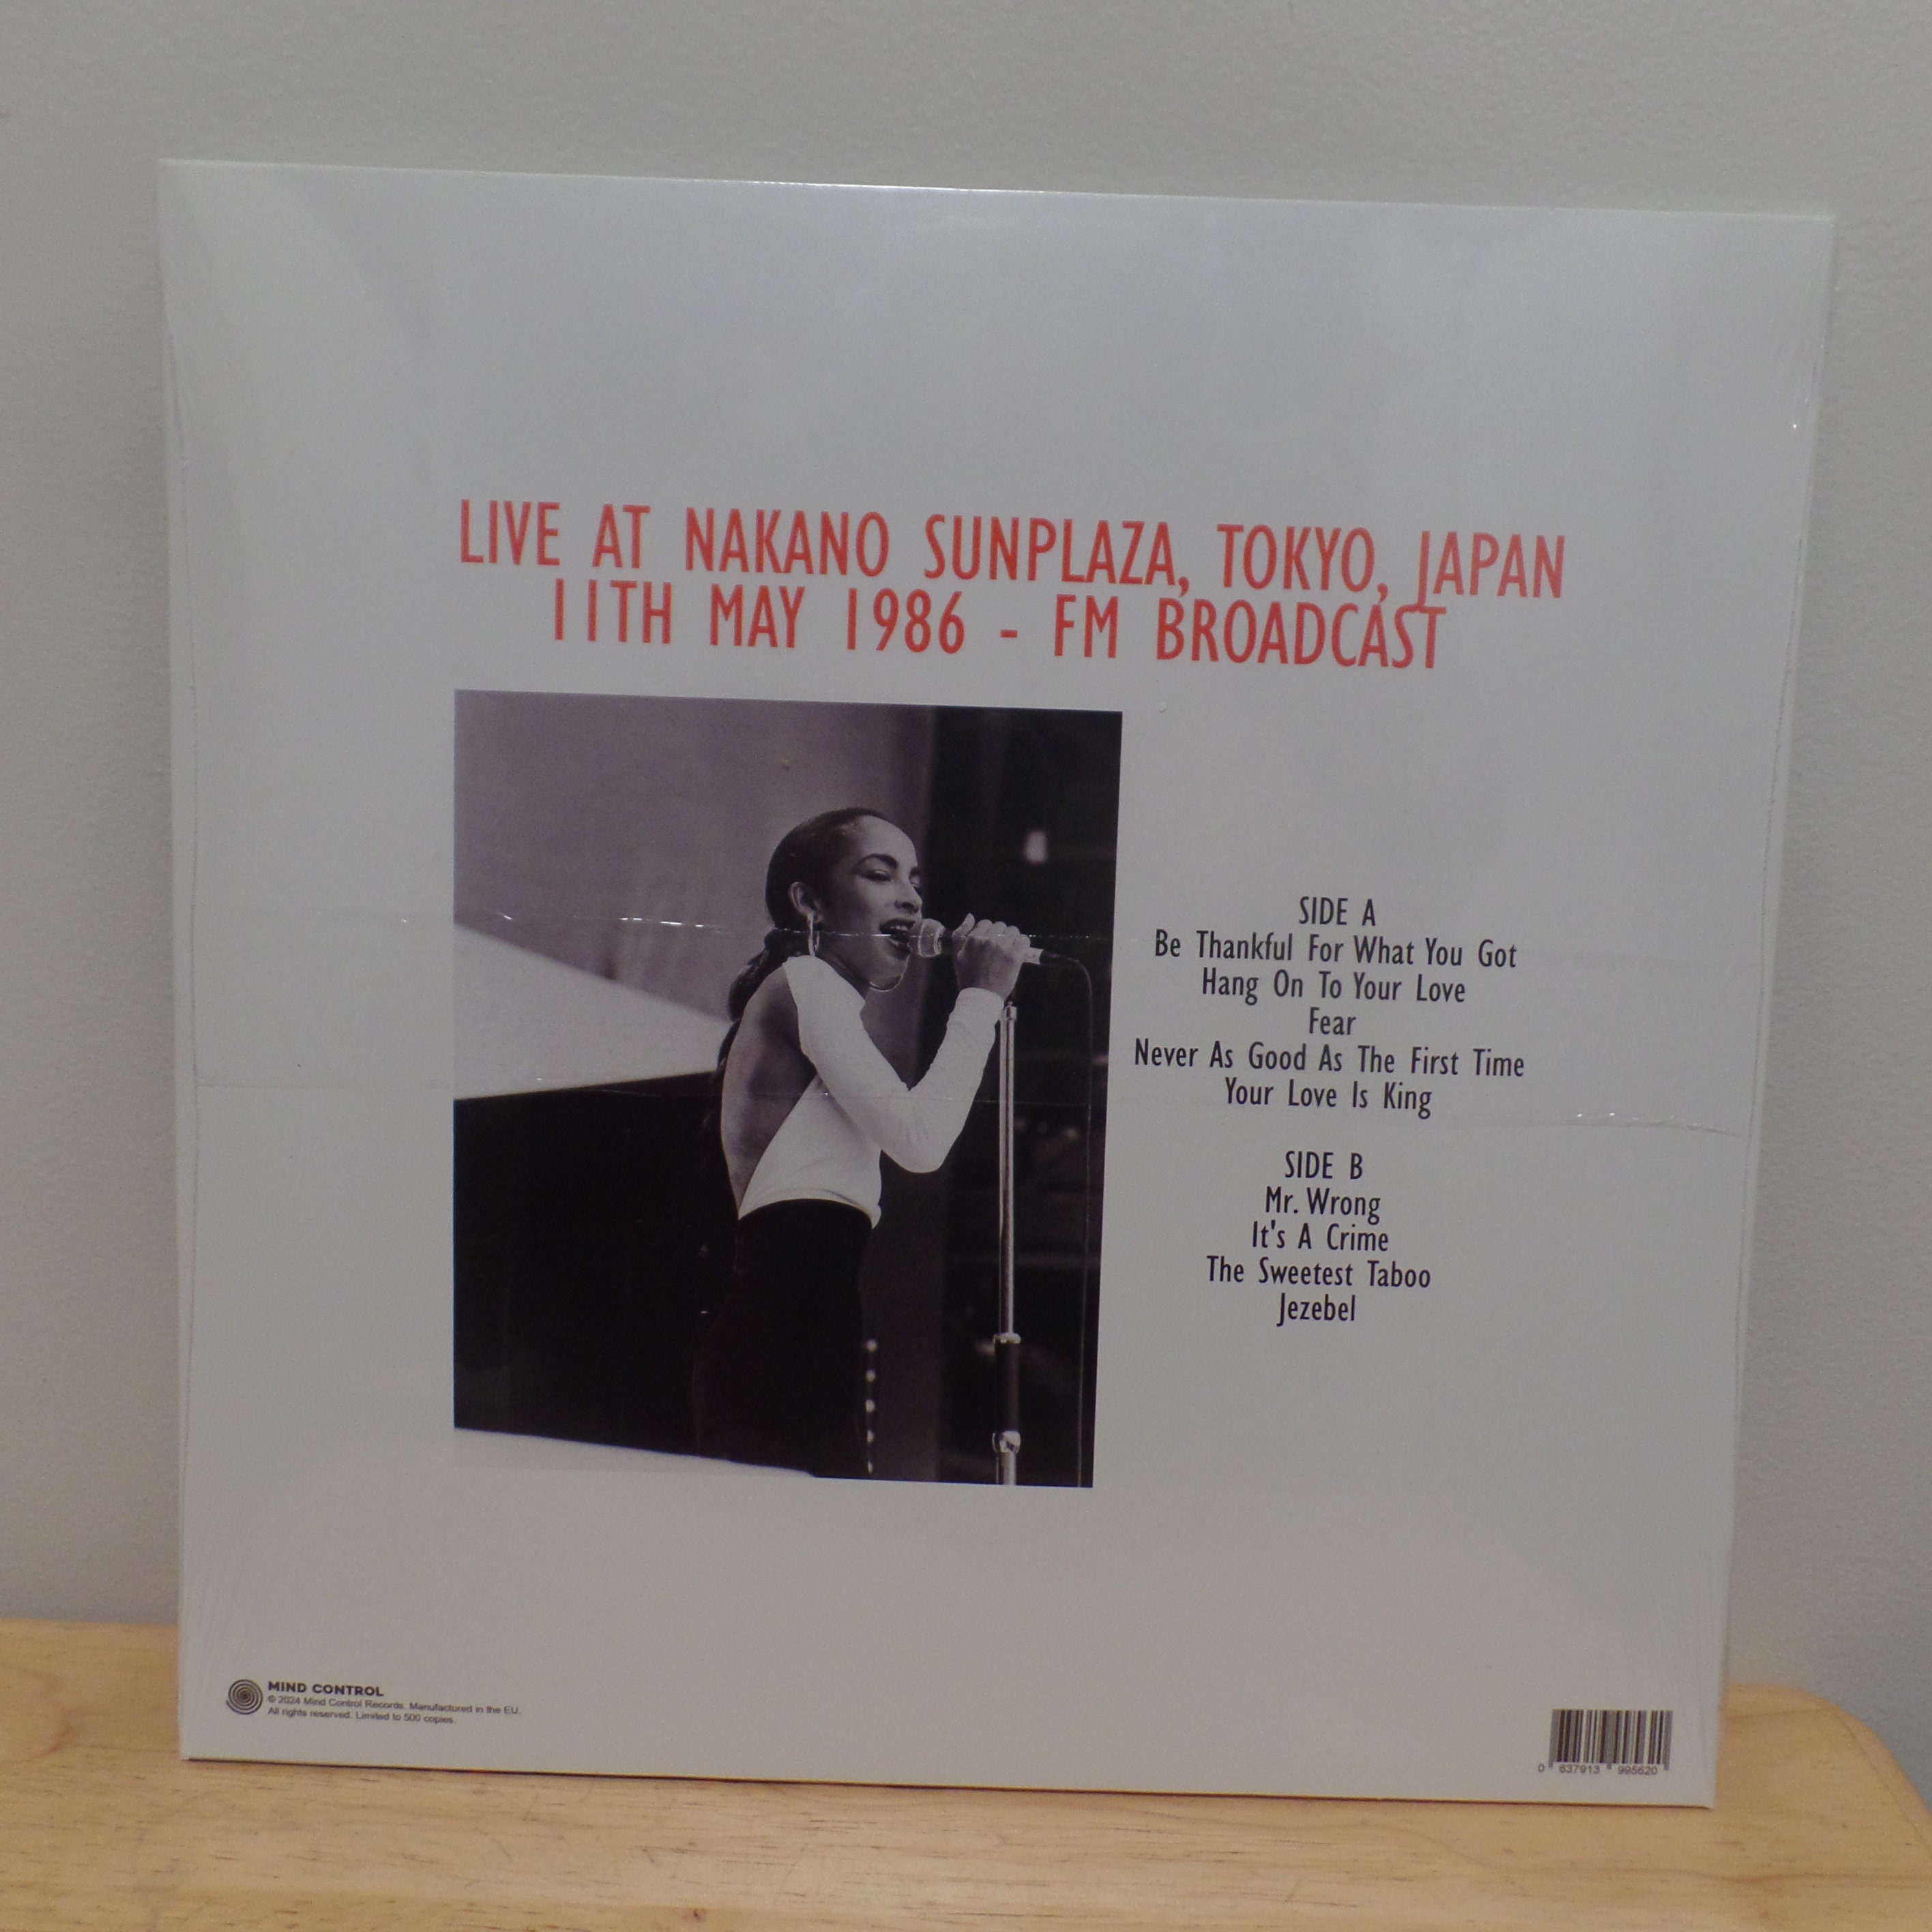 LIVE AT NAKANO SUNPLAZA, TOKYO, JAPAN
11TH MAY 1986 - FM BROADCAST
SIDE A
Be Thankful For What You Got
Hang On To Your Love
Fear
Never As Good As The First Time
Your Love Is King
SIDE B
Mr. Wrong
It's A Crime
The Sweetest Taboo
Jezebel
MIND CONTROL
© 2024 Mind Control Records. Manufactured in the EU.
All rights reserved. Limited to 500 copies.
0 637913 995620